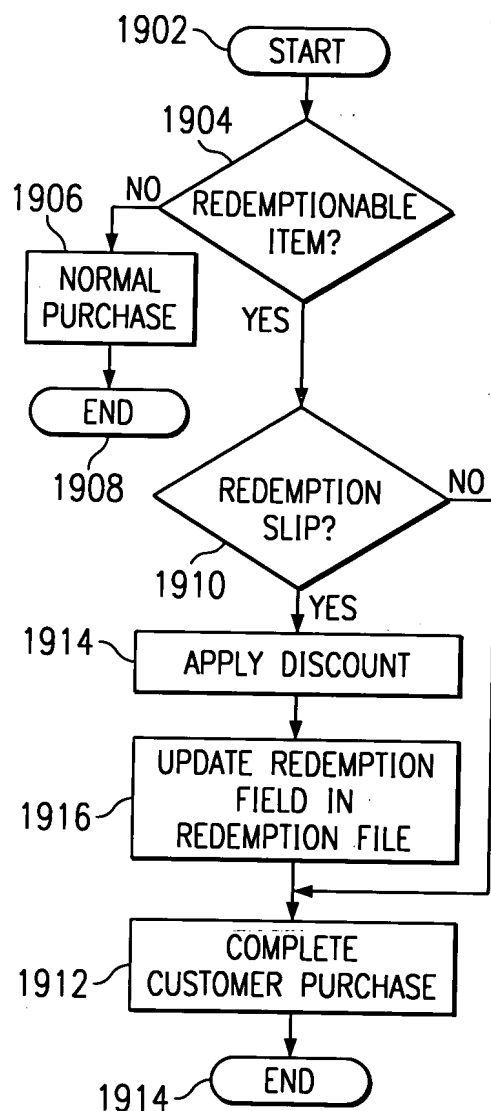 1902
START
1904
REDEMPTIONABLE
ITEM?
NO
1906
NORMAL
PURCHASE
END
1908
YES
REDEMPTION
SLIP?
NO
1910
YES
1914
APPLY DISCOUNT
UPDATE REDEMPTION
FIELD IN
REDEMPTION FILE
1916
COMPLETE
CUSTOMER PURCHASE
1912
END
1914